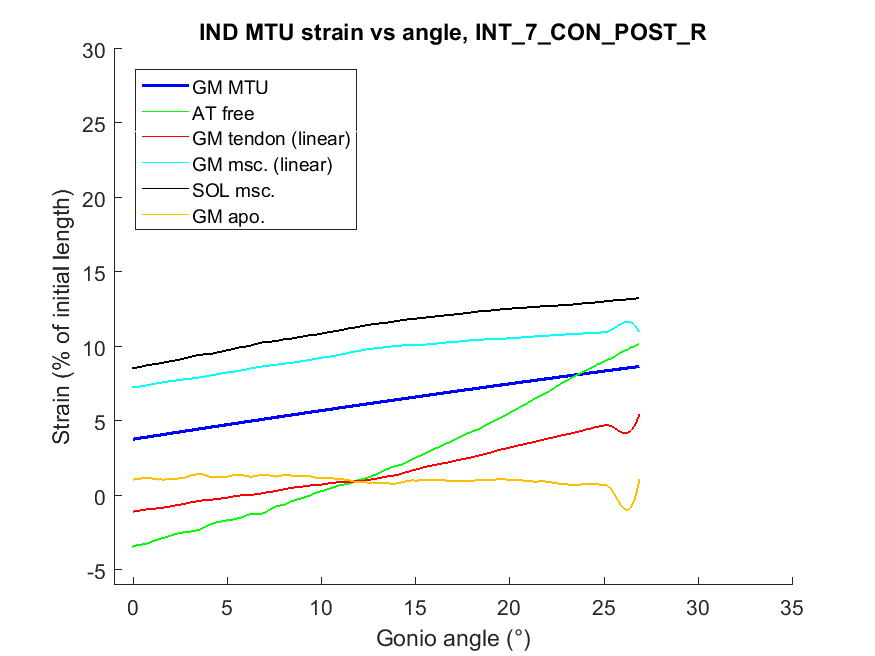 IND MTU strain vs angle, INT_7_CON_POST_R
30
25
20
15
10
5
0
-5
Strain (% of initial length)
GM MTU
AT free
GM tendon (linear)
GM msc. (linear)
SOL msc.
GM apo.
0 5 10 15 20 25 30 35
Gonio angle (°)